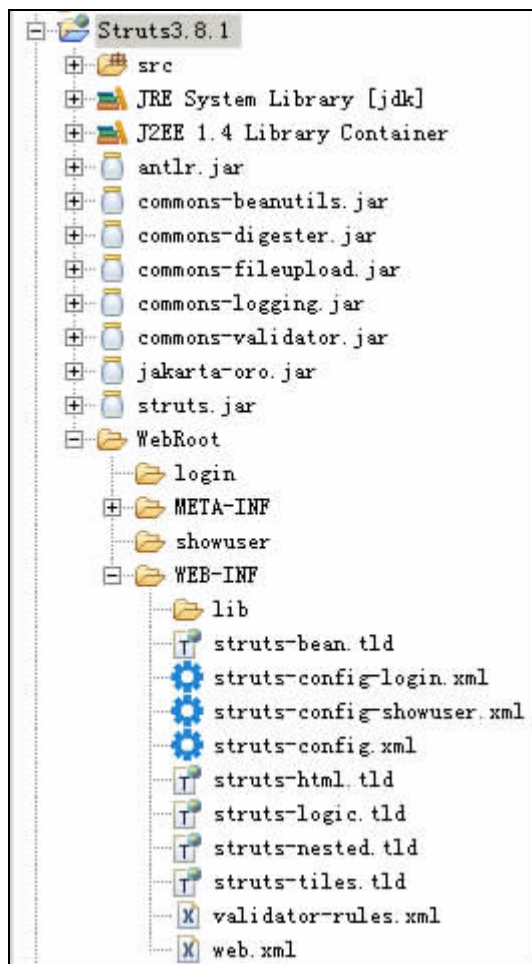 Struts3.8.1
src
JRE System Library [jdk]
J2EE 1.4 Library Container
antlr.jar
commons-beanutils.jar
commons-digester.jar
commons-fileupload.jar
commons-logging.jar
commons-validator.jar
jakarta-oro.jar
struts.jar
WebRoot
login
META-INF
showuser
WEB-INF
lib
struts-bean.tld
struts-config-login.xml
struts-config-showuser.xml
struts-config.xml
struts-html.tld
struts-logic.tld
struts-nested.tld
struts-tiles.tld
validator-rules.xml
web.xml